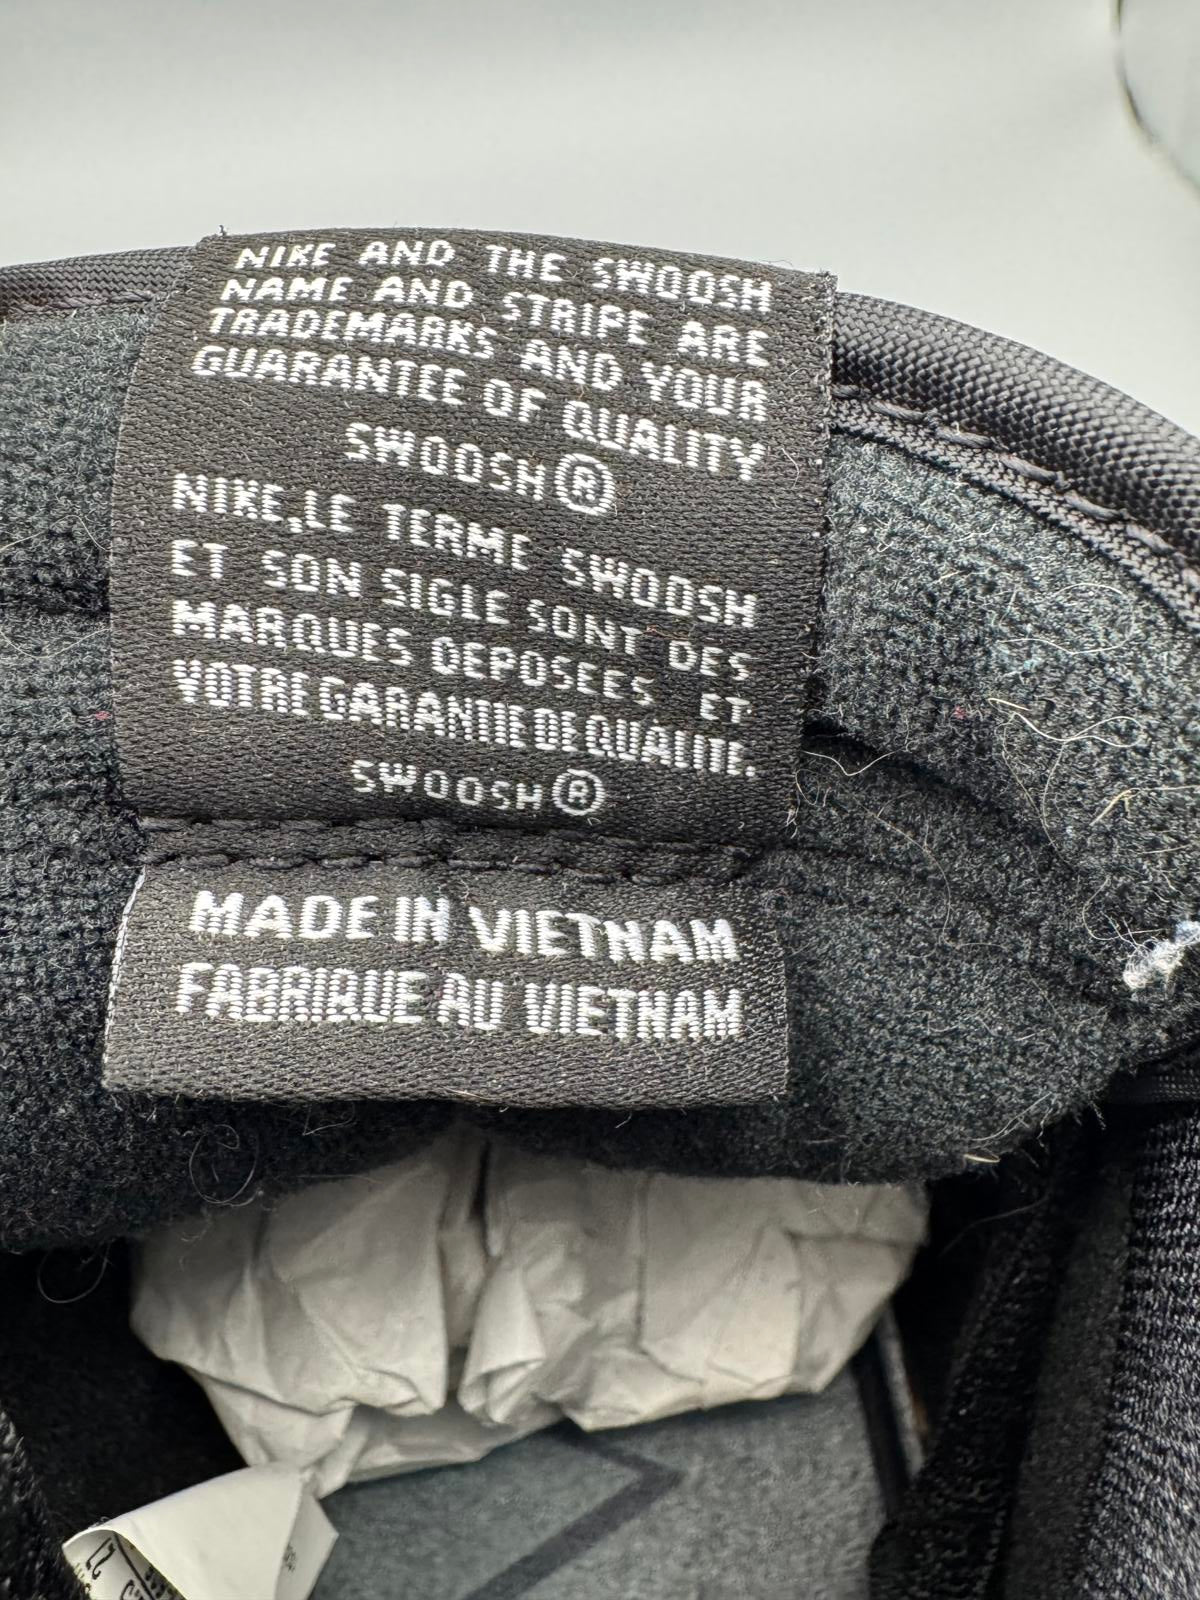 NIKE AND THE SWOOSH
NAME AND STRIPE ARE
TRADEMARKS AND YOUR
GUARANTEE OF QUALITY
SWOOSH®
NIKE,LE TERME SWOOSH
ET SON SIGLE SONT DES
MARQUES DEPOSEES ET
VOTRE GARANTIE DE QUALITE.
SWOOSH®
MADE IN VIETNAM
FABRIQUE AU VIETNAM